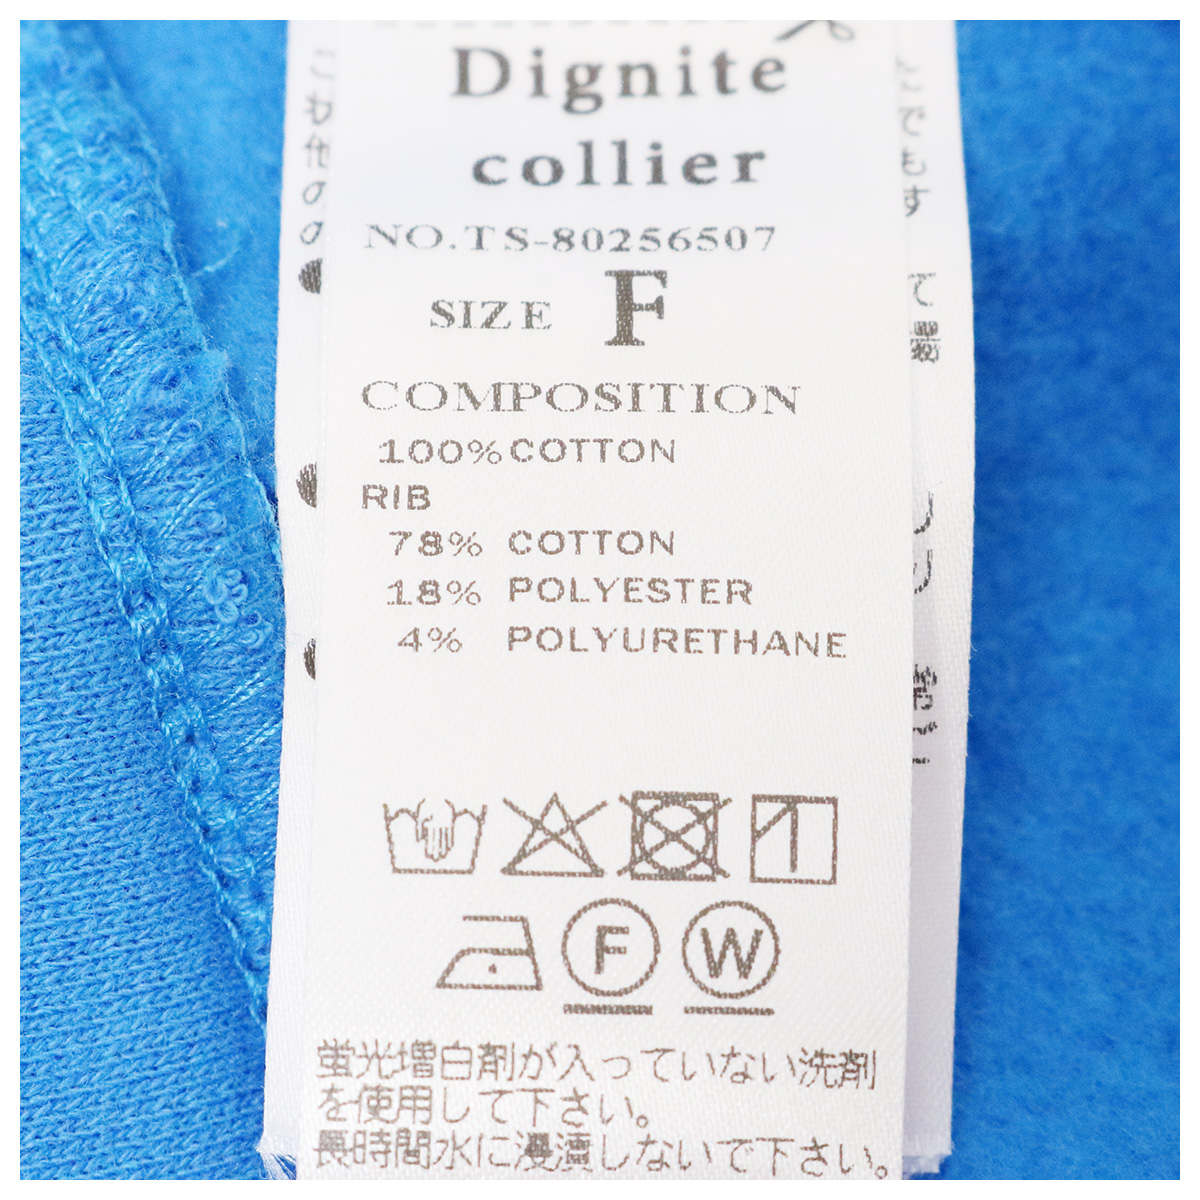 Dignite
collier
NO.TS-80256507
SIZE F
COMPOSITION
100% COTTON
RIB
78% COTTON
18% POLYESTER
4% POLYURETHANE
F W
蛍光増白剤が入っていない洗剤
を使用して下さい。
長時間水に浸漬しないで下さい。